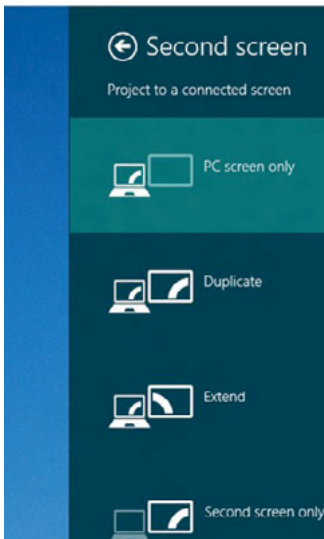 Second screen
Project to a connected screen
PC screen only
Duplicate
Extend
Second screen only